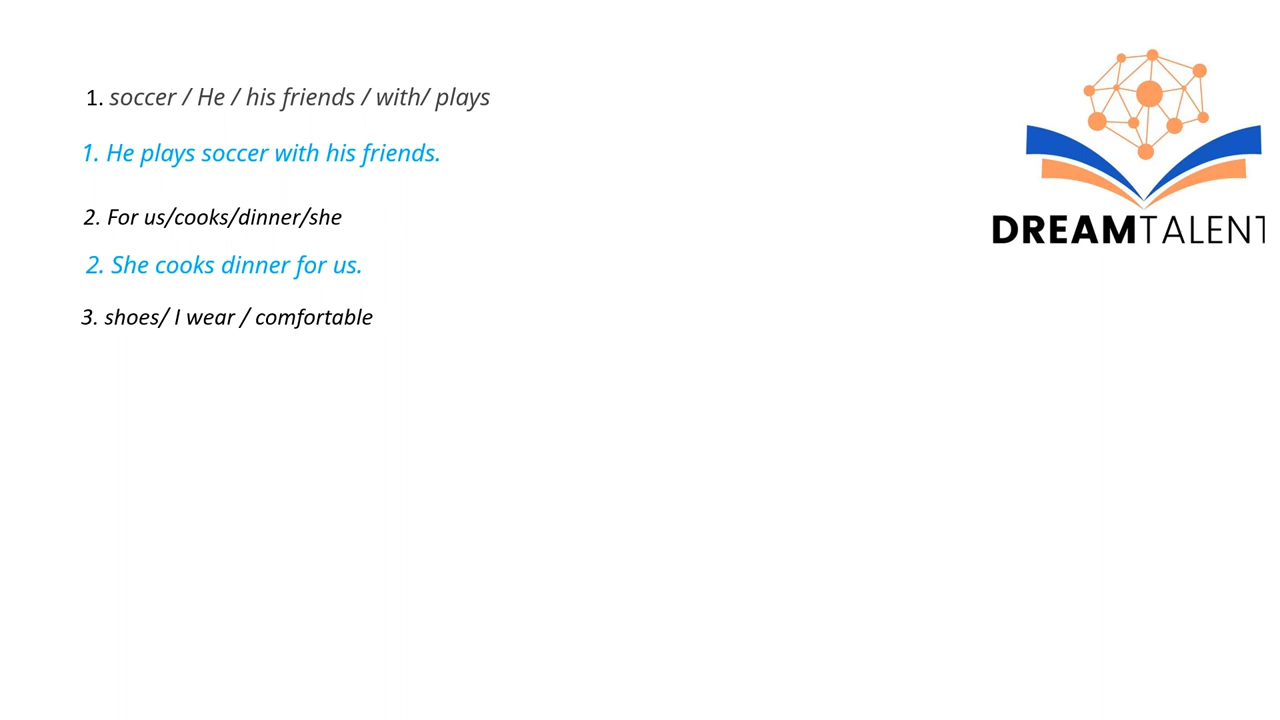 1. soccer / He / his friends / with/ plays
1. He plays soccer with his friends.
2. For us/cooks/dinner/she
2. She cooks dinner for us.
3. shoes/ I wear / comfortable
DREAMTALENT